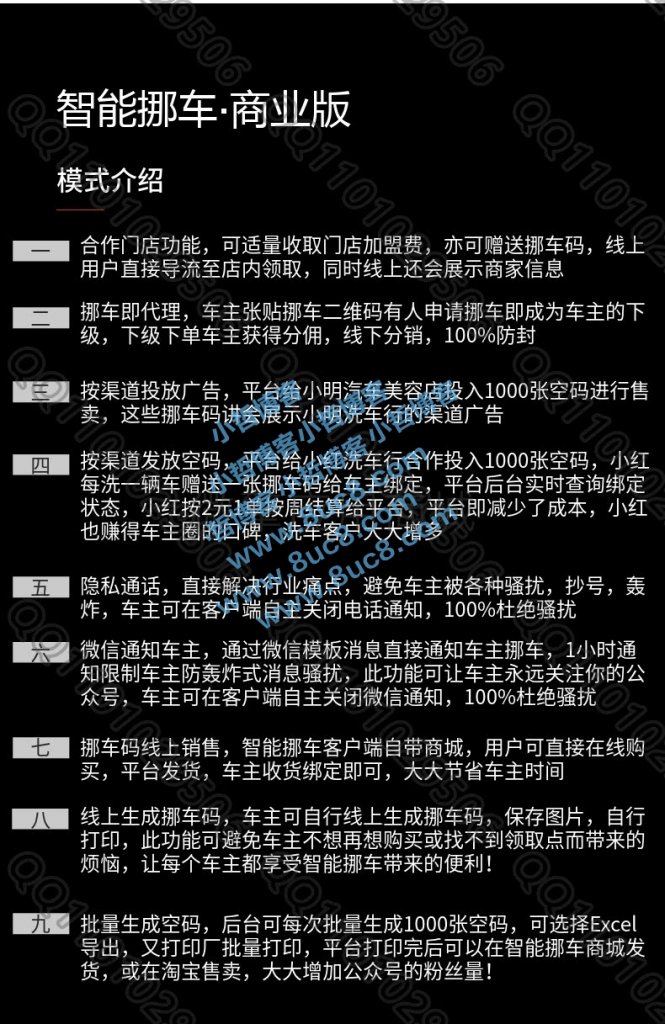 智能挪车·商业版
模式介绍
一
合作门店功能，可适量收取门店加盟费，亦可赠送挪车码，线上
用户直接导流至店内领取，同时线上还会展示商家信息
二
挪车即代理，车主张贴挪车二维码有人申请挪车即成为车主的下
级，下级下单车主获得分佣，线下分销，100%防封
三
按渠道投放广告，平台给小明汽车美容店投入1000张空码进行售
卖，这些挪车码讲会展示小明洗车行的渠道广告
四
按渠道发放空码，平台给小红洗车行合作投入1000张空码，小红
每洗一辆车赠送一张挪车码给车主绑定，平台后台实时查询绑定
状态，小红按2元1单按周结算给平台，平台即减少了成本，小红
也赚得车主圈的口碑，洗车客户大大增多
五
隐私通话，直接解决行业痛点，避免车主被各种骚扰，抄号，轰
炸，车主可在客户端自主关闭电话通知，100%杜绝骚扰
六
微信通知车主，通过微信模板消息直接通知车主挪车，1小时通
知限制车主防轰炸式消息骚扰，此功能可让车主永远关注你的公
众号，车主可在客户端自主关闭微信通知，100%杜绝骚扰
七
挪车码线上销售，智能挪车客户端自带商城，用户可直接在线购
买，平台发货，车主收货绑定即可，大大节省车主时间
八
线上生成挪车码，车主可自行线上生成挪车码，保存图片，自行
打印，此功能可避免车主不想再想购买或找不到领取点而带来的
烦恼，让每个车主都享受智能挪车带来的便利！
九
批量生成空码，后台可每次批量生成1000张空码，可选择Excel
导出，又打印厂批量打印，平台打印完后可以在智能挪车商城发
货，或在淘宝售卖，大大增加公众号的粉丝量！
www.8uc8.com
www.8uc8.com
www.8uc8.com